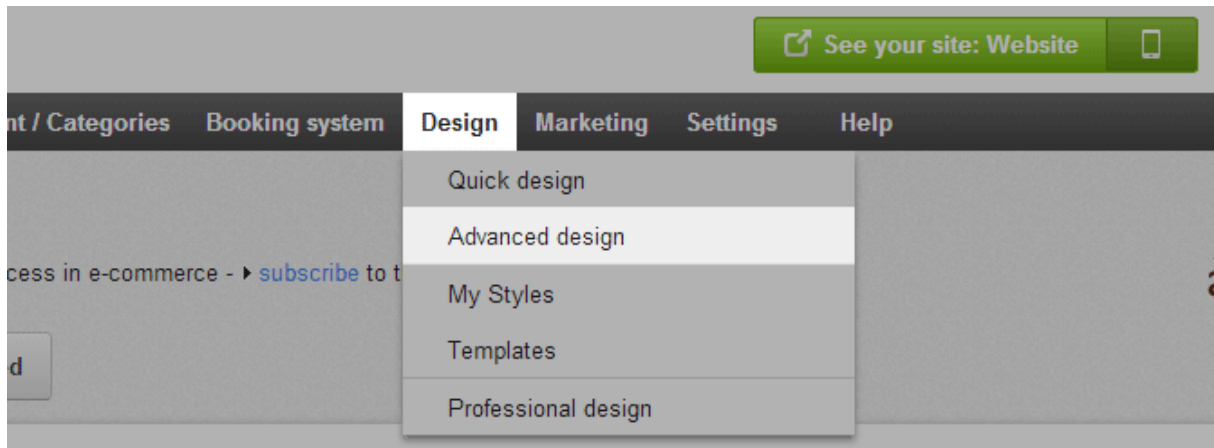 See your site: Website
nt / Categories Booking system Design Marketing Settings Help
Quick design
Advanced design
cess in e-commerce - subscribe to t
My Styles
Templates
d
Professional design